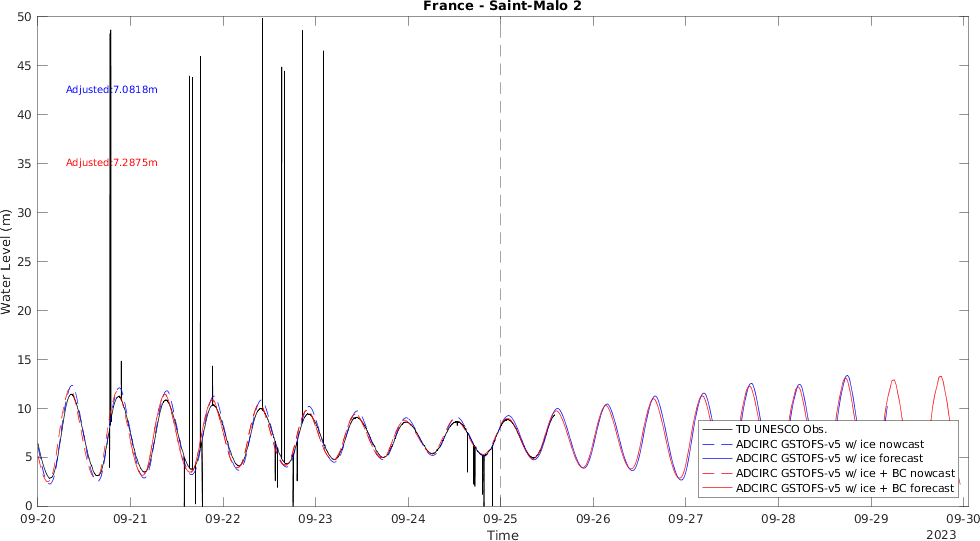 France - Saint-Malo 2
50
45
40
35
30
25
20
15
10
5
0
Water Level (m)
Adjusted:7.0818m
Adjusted:7.2875m
TD UNESCO Obs.
ADCIRC GSTOFS-v5 w/ ice nowcast
ADCIRC GSTOFS-v5 w/ ice forecast
ADCIRC GSTOFS-v5 w/ ice + BC nowcast
ADCIRC GSTOFS-v5 w/ ice + BC forecast
09-20 09-21 09-22 09-23 09-24 09-25 09-26 09-27 09-28 09-29 09-30
Time
2023